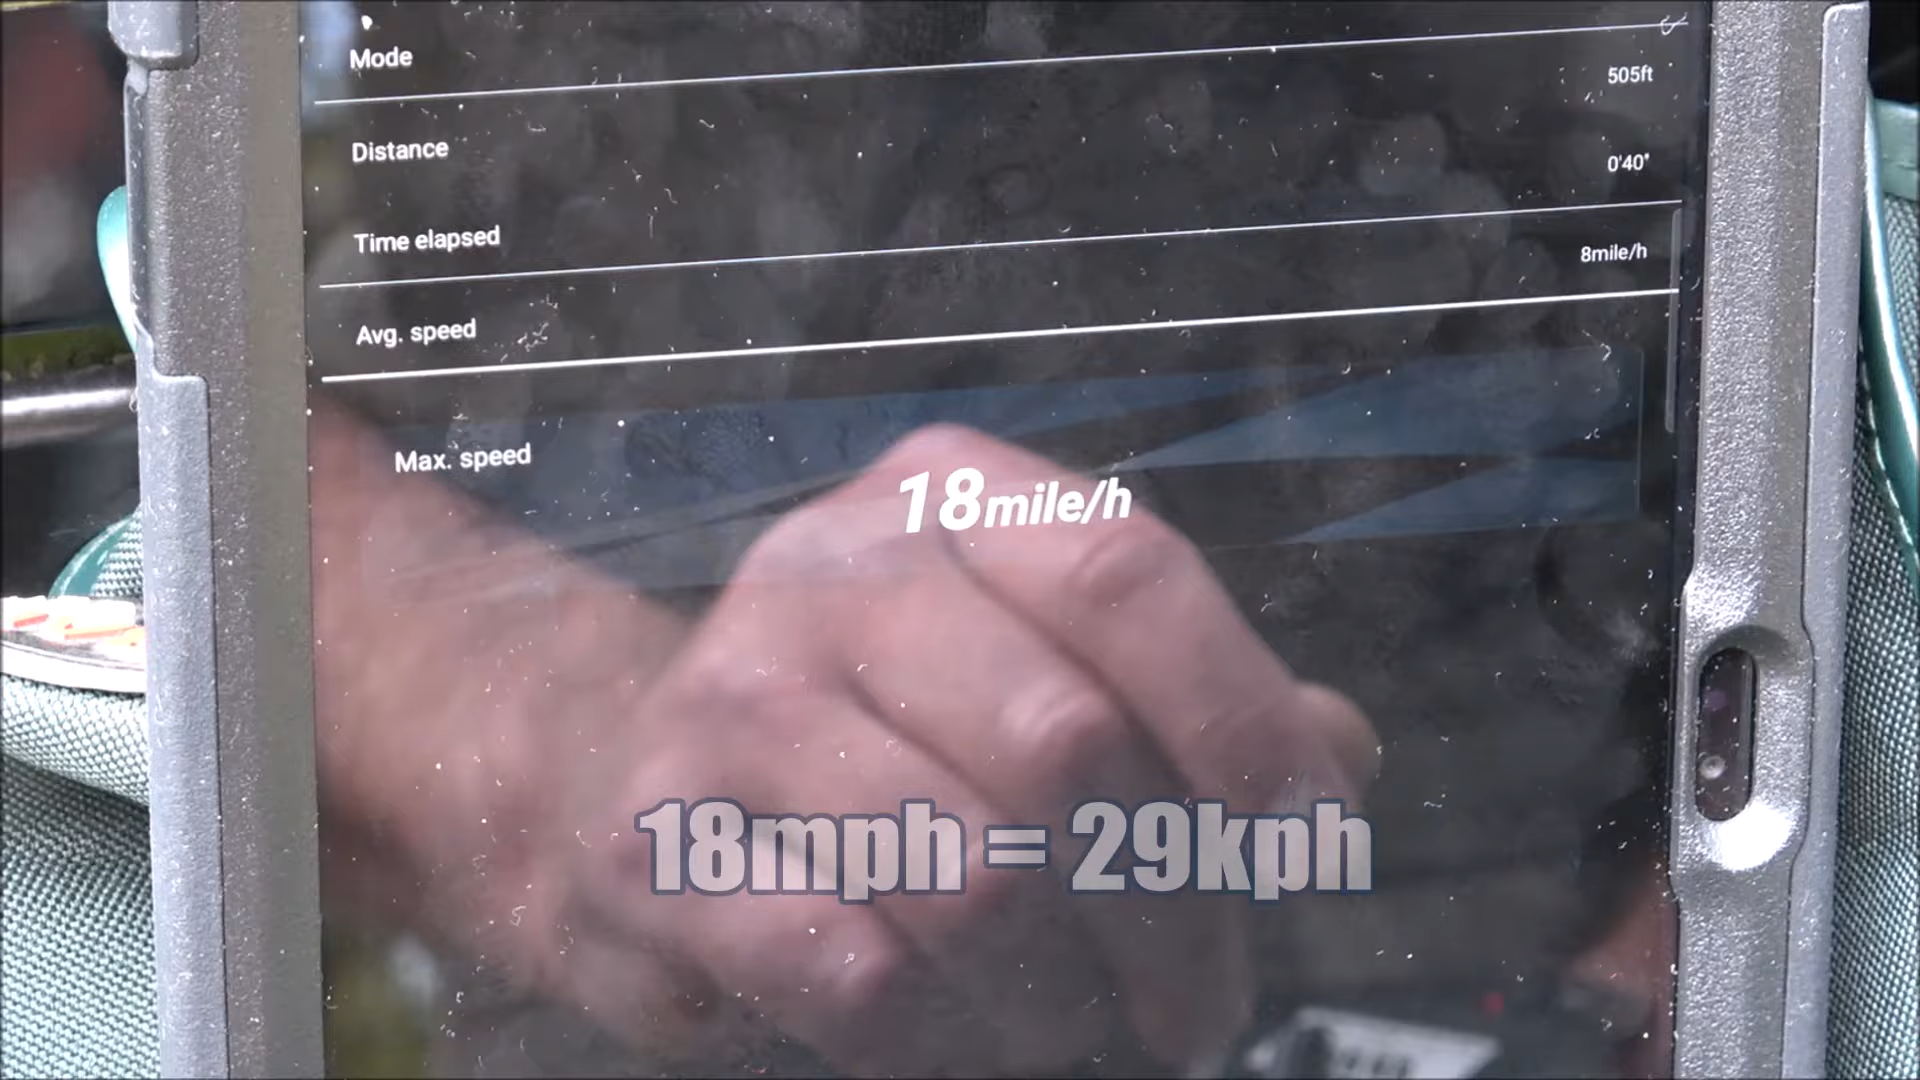 Mode
505ft
Distance
0'40"
Time elapsed
8mile/h
Avg. speed
Max. speed
18mile/h
18mph = 29kph